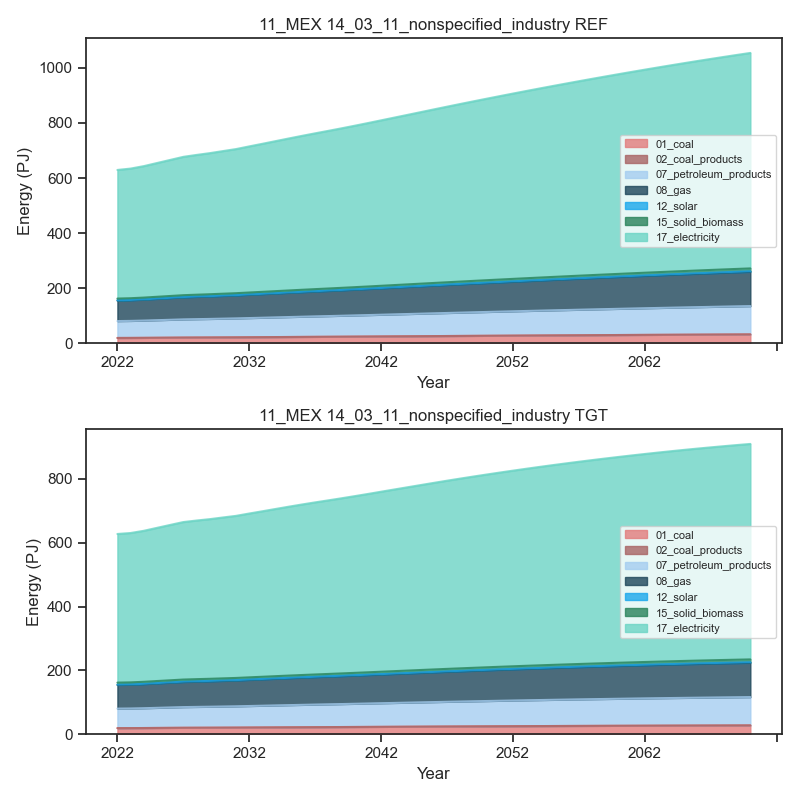 11_MEX 14_03_11_nonspecified_industry REF
1000
800
600
400
200
0
Energy (PJ)
01_coal
02_coal_products
07_petroleum_products
08_gas
12_solar
15_solid_biomass
17_electricity
2022 2032 2042 2052 2062
Year
11_MEX 14_03_11_nonspecified_industry TGT
800
600
400
200
0
Energy (PJ)
01_coal
02_coal_products
07_petroleum_products
08_gas
12_solar
15_solid_biomass
17_electricity
2022 2032 2042 2052 2062
Year